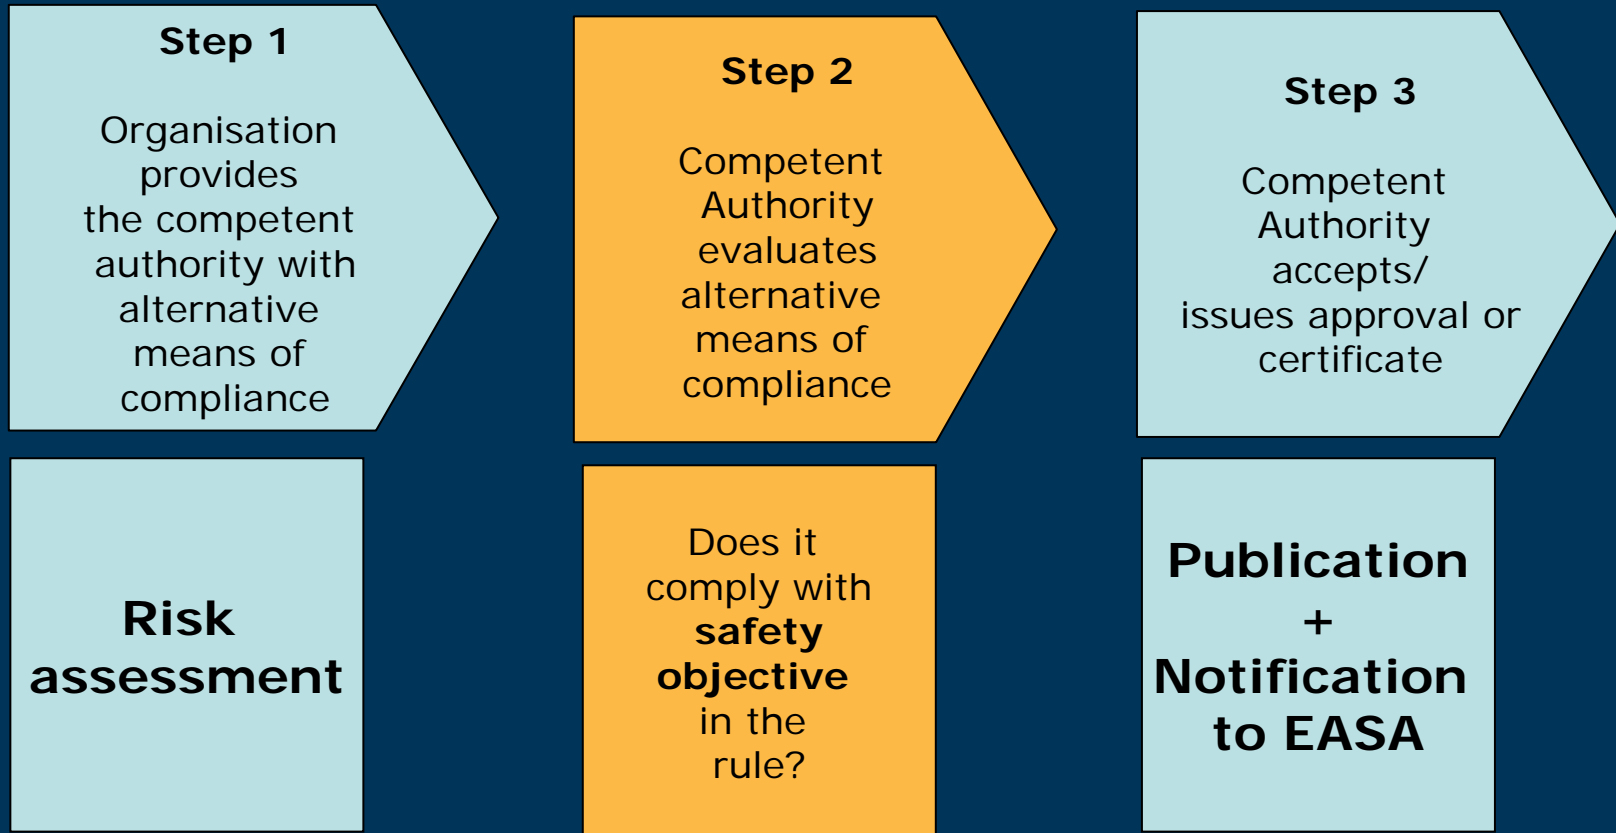 Step 1
Organisation
provides
the competent
authority with
alternative
means of
compliance
Step 2
Competent
Authority
evaluates
alternative
means of
compliance
Step 3
Competent
Authority
accepts/
issues approval or
certificate
Risk
assessment
Does it
comply with
safety
objective
in the
rule?
Publication
+
Notification
to EASA